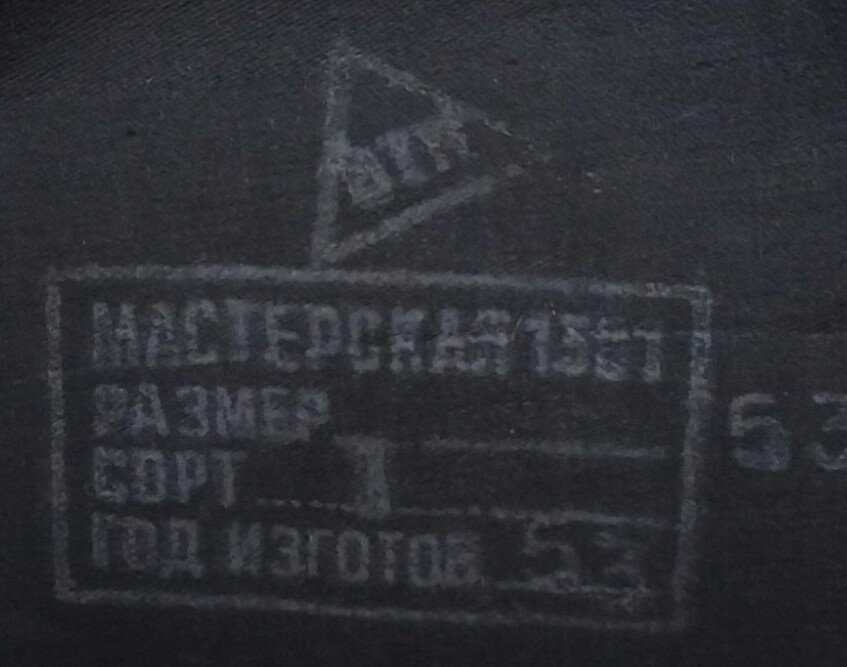 ОТК
МАСТЕРСКАЯ
РАЗМЕР
СОРТ I
ГОД ИЗГОТОВ. 53
53